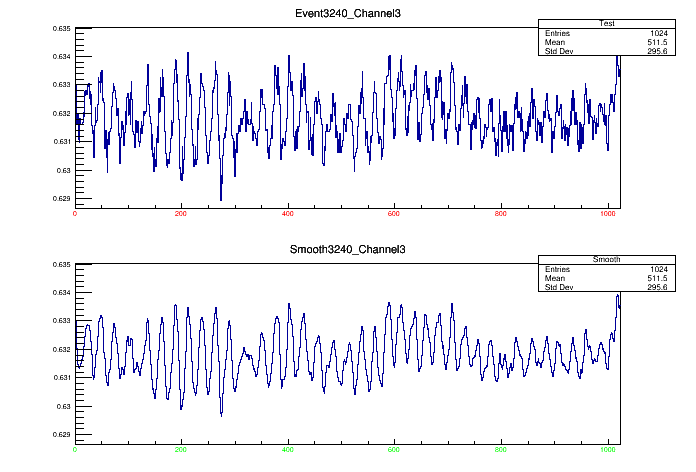 Event3240_Channel3
Test
Entries 1024
Mean 511.5
Std Dev 295.6
0.635
0.634
0.633
0.632
0.631
0.63
0.629
0 200 400 600 800 1000
Smooth3240_Channel3
Smooth
Entries 1024
Mean 511.5
Std Dev 295.6
0.635
0.634
0.633
0.632
0.631
0.63
0.629
0 200 400 600 800 1000